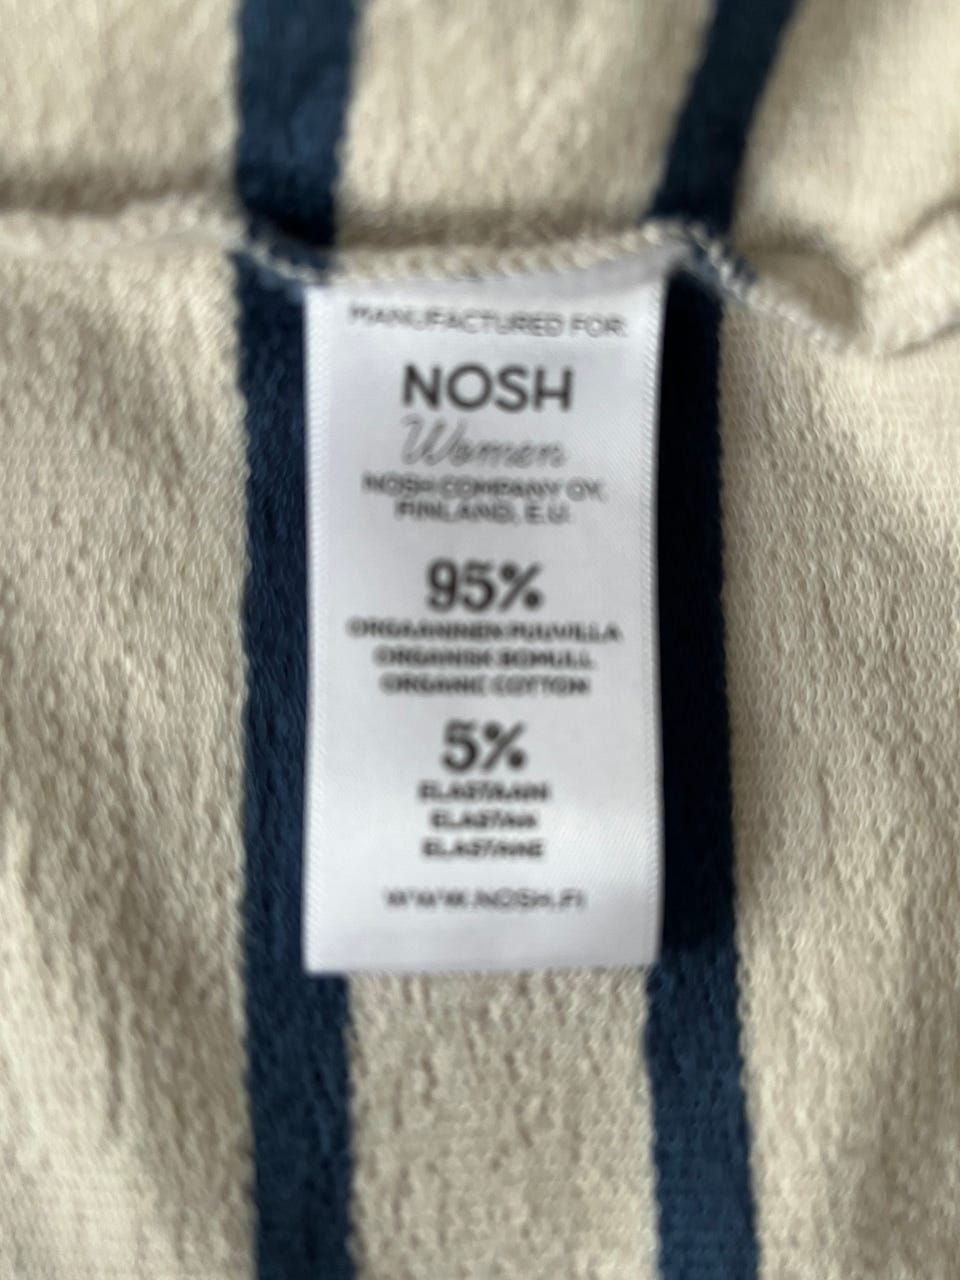 MANUFACTURED FOR:
NOSH
Women
NOSH COMPANY OY,
FINLAND, E.U.
95%
ORGAANINEN PUUVILLA
ORGANISK BOMULL
ORGANIC COTTON
5%
ELASTAANI
ELASTAN
ELASTANE
WWW.NOSH.FI